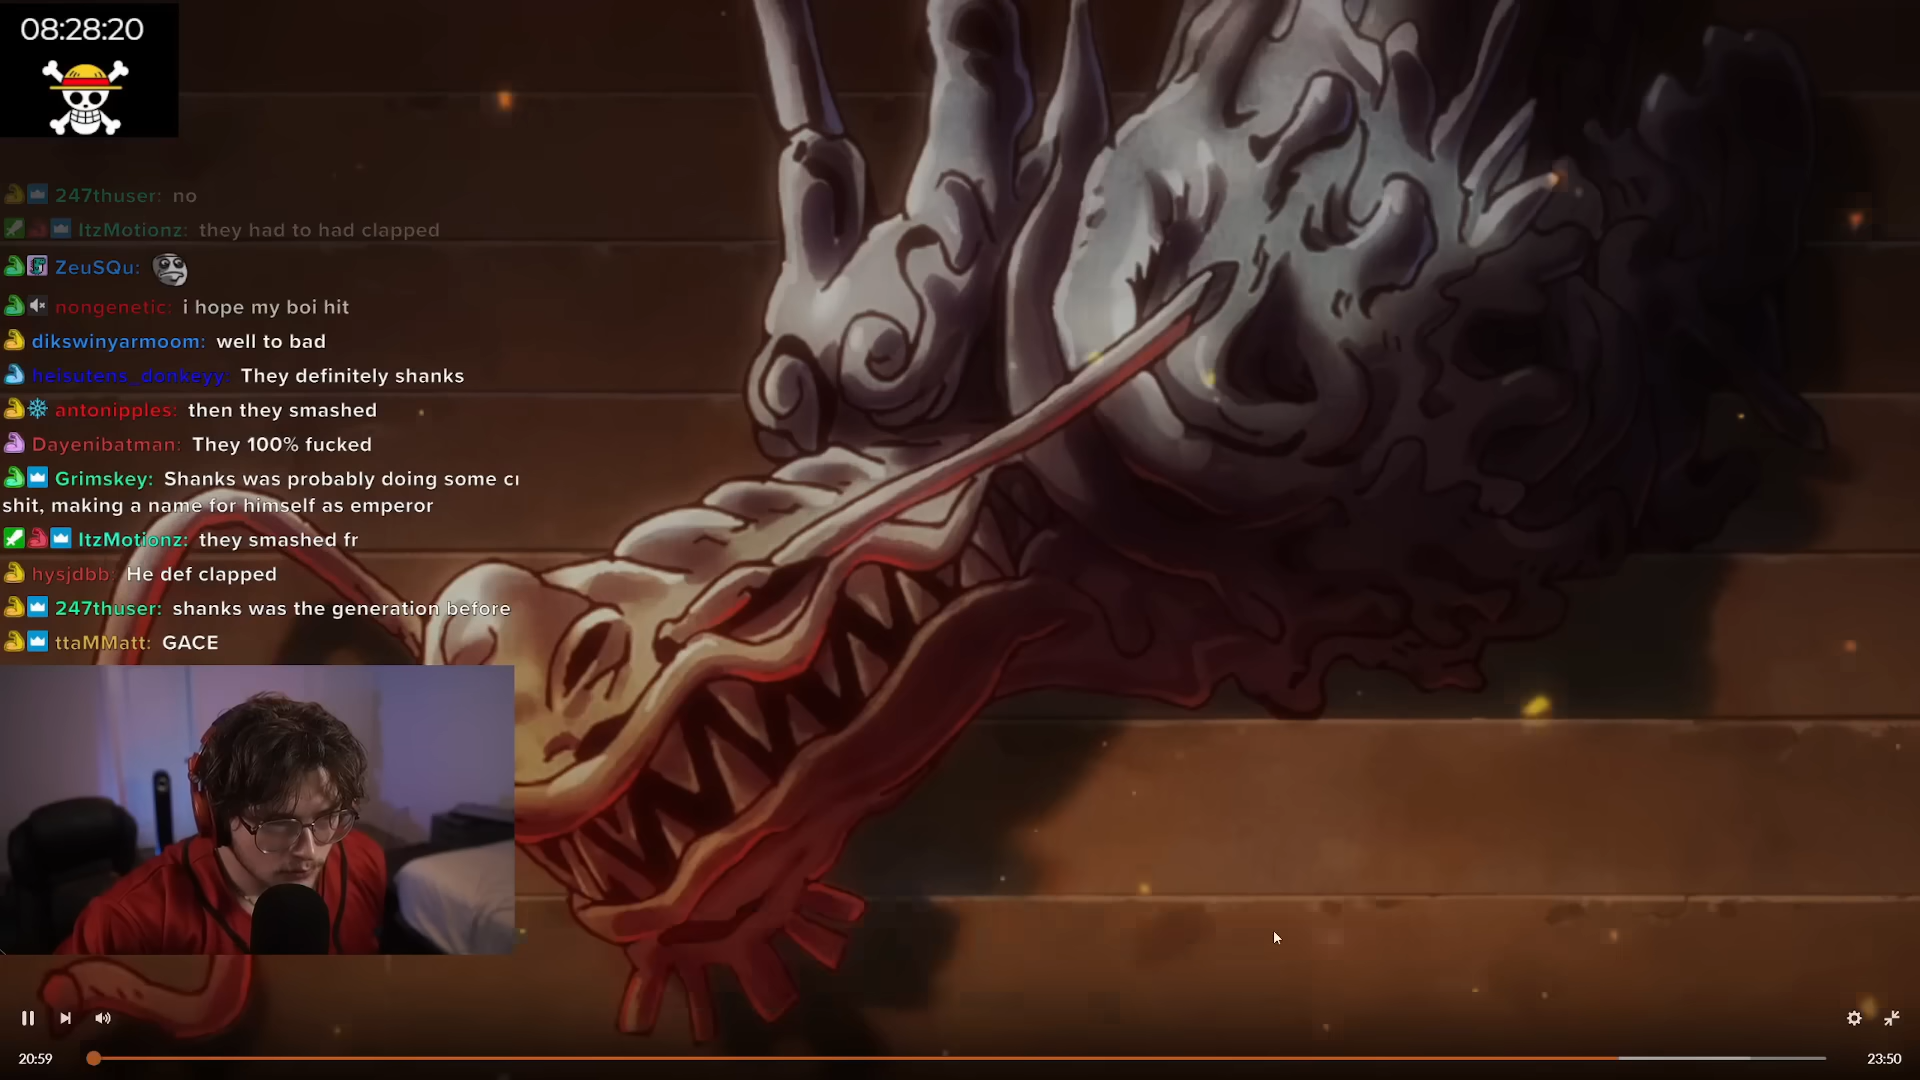 08:28:20
247thuser: no
ItzMotionz: they had to had clapped
ZeuSQu:
nongenetic: i hope my boi hit
dikswinyarmoom: well to bad
heisutens_donkeyy: They definitely shanks
antonipples: then they smashed
Dayenibatman: They 100% fucked
Grimskey: Shanks was probably doing some
shit, making a name for himself as emperor
ItzMotionz: they smashed fr
hysjdbb: He def clapped
247thuser: shanks was the generation before
ttaMMatt: GACE
20:59
23:50